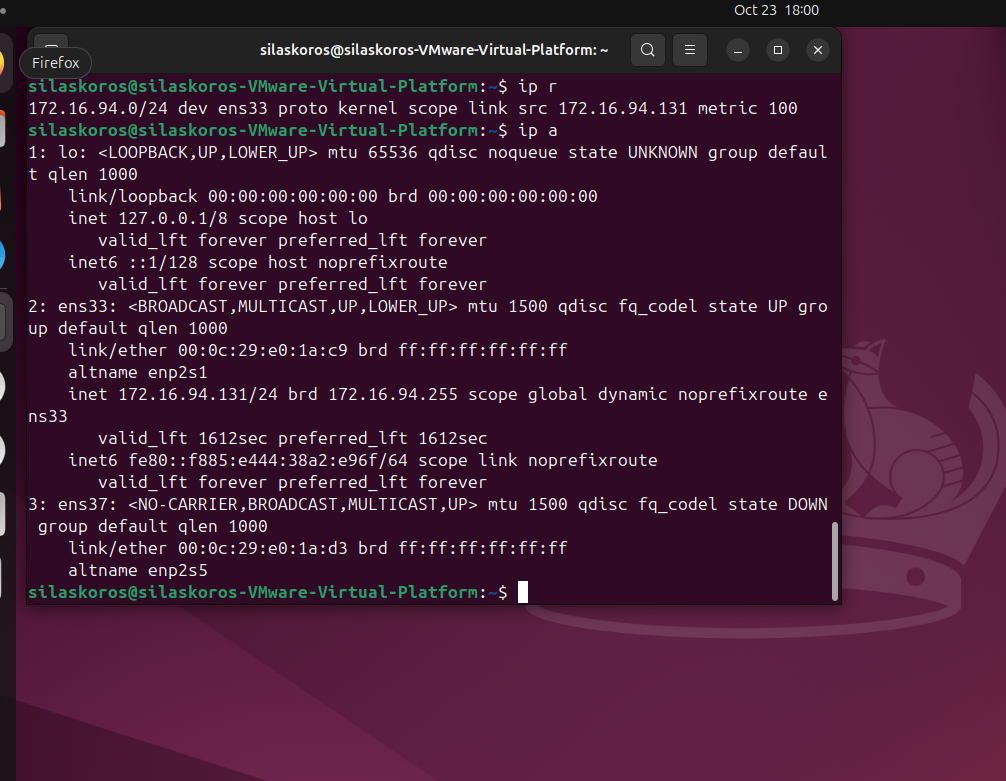 Oct 23 18:00
silaskoros@silaskoros-VMware-Virtual-Platform: ~
Firefox
silaskoros@silaskoros-VMware-Virtual-Platform:~$ ip r
172.16.94.0/24 dev ens33 proto kernel scope link src 172.16.94.131 metric 100
silaskoros@silaskoros-VMware-Virtual-Platform:~$ ip a
1: lo: <LOOPBACK,UP,LOWER_UP> mtu 65536 qdisc noqueue state UNKNOWN group defaul
t qlen 1000
    link/loopback 00:00:00:00:00:00 brd 00:00:00:00:00:00
    inet 127.0.0.1/8 scope host lo
       valid_lft forever preferred_lft forever
    inet6 ::1/128 scope host noprefixroute
       valid_lft forever preferred_lft forever
2: ens33: <BROADCAST,MULTICAST,UP,LOWER_UP> mtu 1500 qdisc fq_codel state UP gro
up default qlen 1000
    link/ether 00:0c:29:e0:1a:c9 brd ff:ff:ff:ff:ff:ff
    altname enp2s1
    inet 172.16.94.131/24 brd 172.16.94.255 scope global dynamic noprefixroute e
ns33
       valid_lft 1612sec preferred_lft 1612sec
    inet6 fe80::f885:e444:38a2:e96f/64 scope link noprefixroute
       valid_lft forever preferred_lft forever
3: ens37: <NO-CARRIER,BROADCAST,MULTICAST,UP> mtu 1500 qdisc fq_codel state DOWN
 group default qlen 1000
    link/ether 00:0c:29:e0:1a:d3 brd ff:ff:ff:ff:ff:ff
    altname enp2s5
silaskoros@silaskoros-VMware-Virtual-Platform:~$